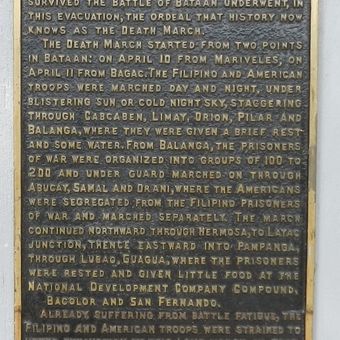 SURVIVED THE BATTLE OF BATAAN UNDERWENT, IN
THIS EVACUATION, THE ORDEAL THAT HISTORY NOW
KNOWS AS THE DEATH MARCH.
THE DEATH MARCH STARTED FROM TWO POINTS
IN BATAAN: ON APRIL 10 FROM MARIVELES, ON
APRIL 11 FROM BAGAC. THE FILIPINO AND AMERICAN
TROOPS WERE MARCHED DAY AND NIGHT, UNDER
BLISTERING SUN OR COLD NIGHT SKY, STAGGERING
THROUGH CABCABEN, LIMAY, ORION, PILAR AND
BALANGA, WHERE THEY WERE GIVEN A BRIEF REST
AND SOME WATER. FROM BALANGA, THE PRISONERS
OF WAR WERE ORGANIZED INTO GROUPS OF 100 TO
200 AND UNDER GUARD MARCHED ON THROUGH
ABUCAY, SAMAL AND ORANI, WHERE THE AMERICANS
WERE SEGREGATED FROM THE FILIPINO PRISONERS
OF WAR AND MARCHED SEPARATELY. THE MARCH
CONTINUED NORTHWARD THROUGH HERMOSA, TO LAYAC
JUNCTION, THENCE EASTWARD INTO PAMPANGA,
THROUGH LUBAO, GUAGUA, WHERE THE PRISONERS
WERE RESTED AND GIVEN LITTLE FOOD AT THE
NATIONAL DEVELOPMENT COMPANY COMPOUND,
BACOLOR AND SAN FERNANDO.
ALREADY SUFFERING FROM BATTLE FATIGUE, THE
FILIPINO AND AMERICAN TROOPS WERE STRAINED TO